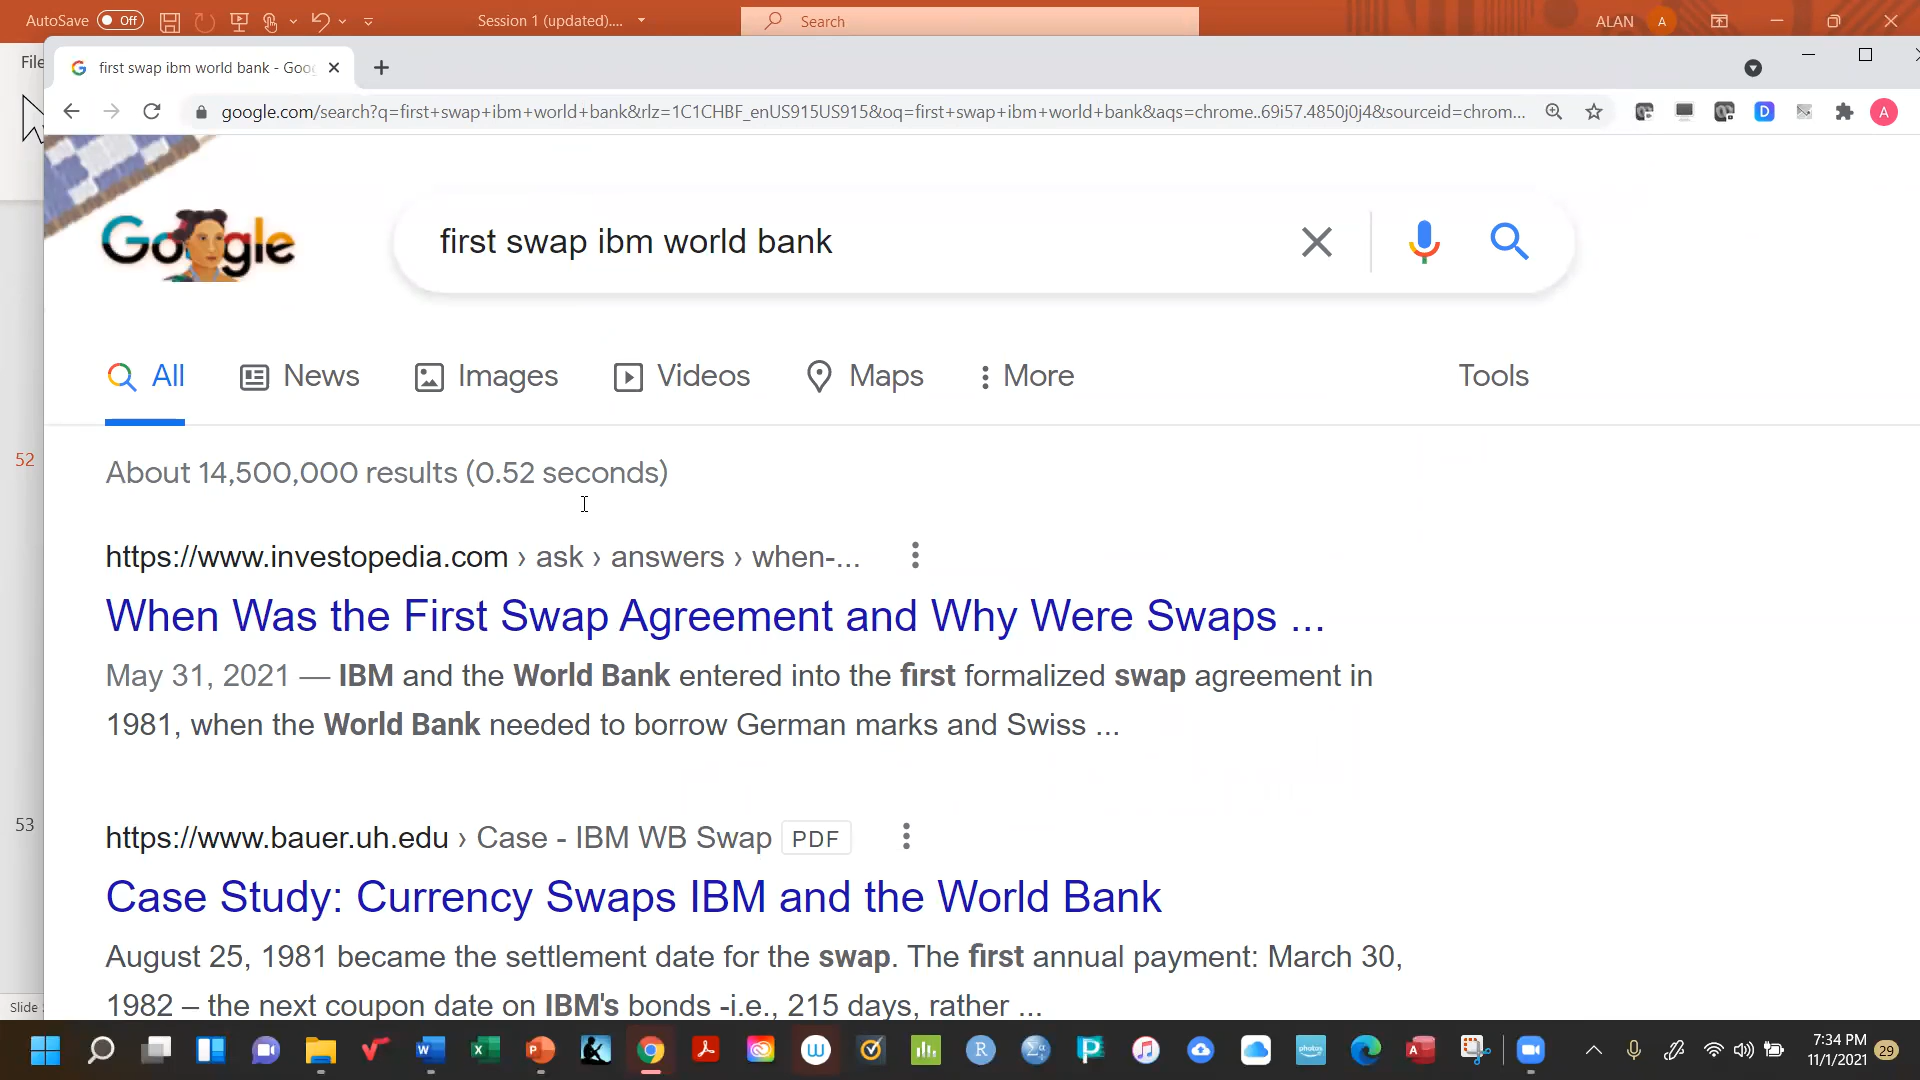 AutoSave Off Session 1 (updated).... Search ALAN A
File
first swap ibm world bank - Goo
google.com/search?q=first+swap+ibm+world+bank&rlz=1C1CHBF_enUS915US915&oq=first+swap+ibm+world+bank&aqs=chrome..69i57.4850j0j4&sourceid=chrom... D A
Google first swap ibm world bank
All News Images Videos Maps More Tools
52
About 14,500,000 results (0.52 seconds)
https://www.investopedia.com › ask › answers › when-...
When Was the First Swap Agreement and Why Were Swaps ...
May 31, 2021 — IBM and the World Bank entered into the first formalized swap agreement in
1981, when the World Bank needed to borrow German marks and Swiss ...
53
https://www.bauer.uh.edu › Case - IBM WB Swap PDF
Case Study: Currency Swaps IBM and the World Bank
August 25, 1981 became the settlement date for the swap. The first annual payment: March 30,
1982 – the next coupon date on IBM's bonds -i.e., 215 days, rather ...
Slide
7:34 PM
11/1/2021 29